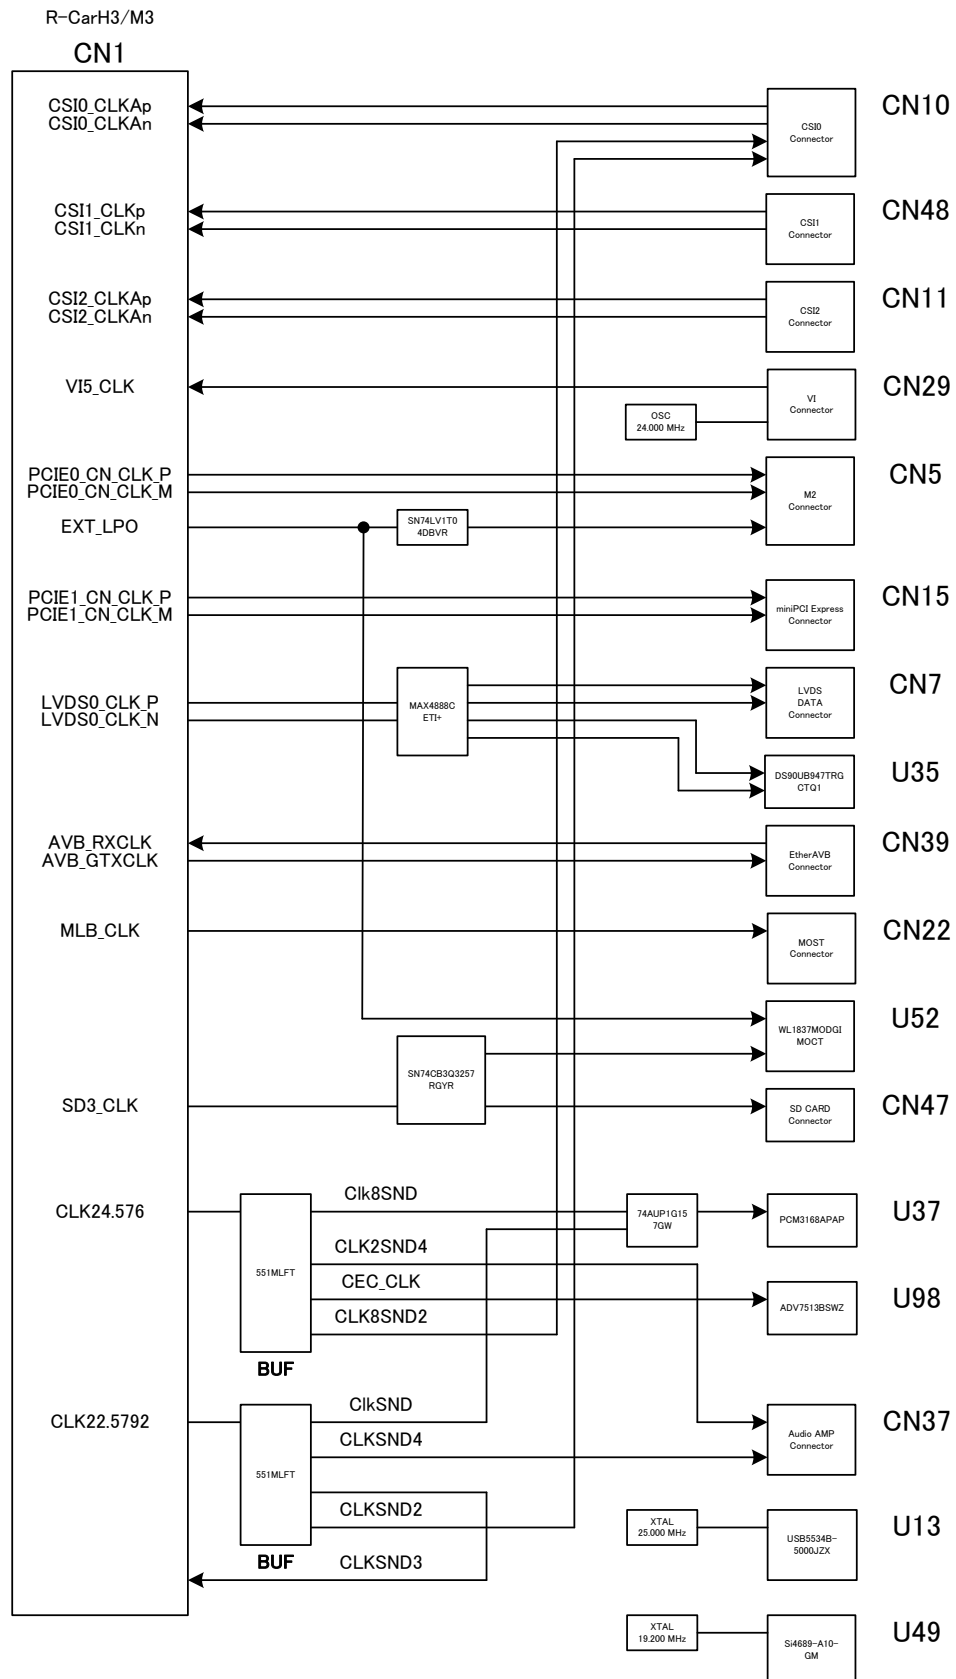 R-CarH3/M3
CN1
CSI0_CLKAp
CSI0_CLKAn
CSI0
Connector
CN10
CSI1_CLKp
CSI1_CLKn
CSI1
Connector
CN48
CSI2_CLKAp
CSI2_CLKAn
CSI2
Connector
CN11
VI5_CLK
OSC
24.000 MHz
VI
Connector
CN29
PCIE0_CN_CLK_P
PCIE0_CN_CLK_M
EXT_LPO
SN74LV1T0
4DBVR
M2
Connector
CN5
PCIE1_CN_CLK_P
PCIE1_CN_CLK_M
miniPCI Express
Connector
CN15
LVDS0_CLK_P
LVDS0_CLK_N
MAX4888C
ETI+
LVDS
DATA
Connector
CN7
DS90UB947TRG
CTQ1
U35
AVB_RXCLK
AVB_GTXCLK
EtherAVB
Connector
CN39
MLB_CLK
MOST
Connector
CN22
WL1837MODGI
MOCT
U52
SD3_CLK
SN74CB3Q3257
RGYR
SD CARD
Connector
CN47
CLK24.576
551MLFT
BUF
Clk8SND
CLK2SND4
CEC_CLK
CLK8SND2
74AUP1G15
7GW
PCM3168APAP
U37
ADV7513BSWZ
U98
CLK22.5792
551MLFT
BUF
ClkSND
CLKSND4
CLKSND2
CLKSND3
Audio AMP
Connector
CN37
XTAL
25.000 MHz
USB5534B-
5000JZX
U13
XTAL
19.200 MHz
Si4689-A10-
GM
U49